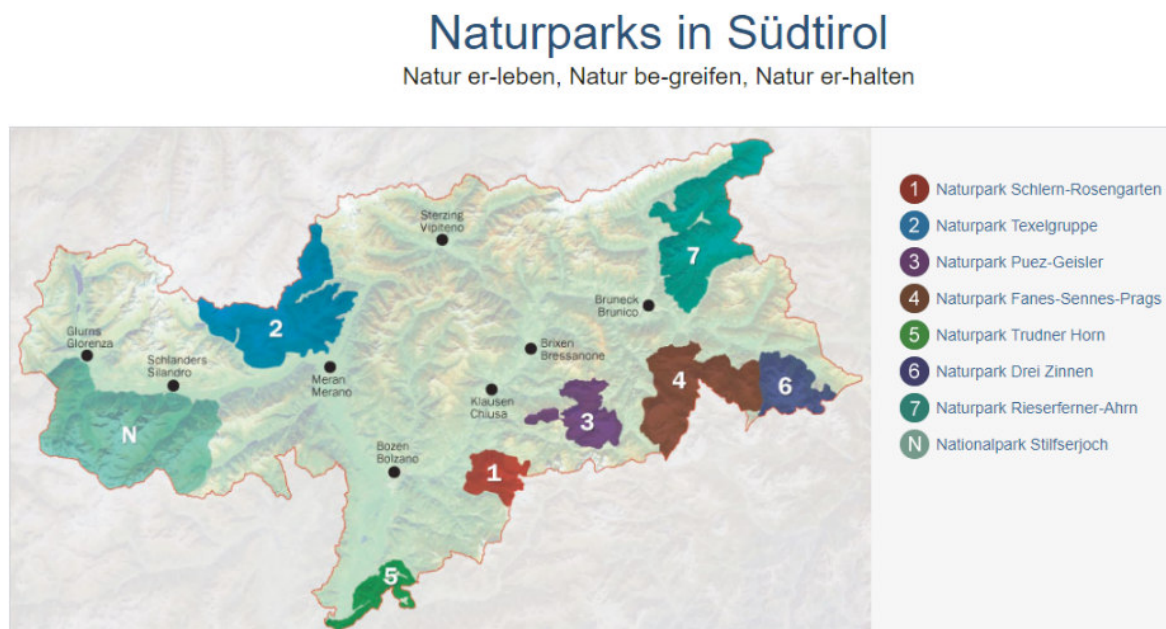 Naturparks in Südtirol
Natur er-leben, Natur be-greifen, Natur er-halten
Sterzing
Vipiteno
7
Bruneck
Brunico
2
Glurns
Glorenza
Schlanders
Silandro
Meran
Merano
Brixen
Bressanone
Klausen
Chiusa
4
6
3
N
Bozen
Bolzano
1
5
1 Naturpark Schlern-Rosengarten
2 Naturpark Texelgruppe
3 Naturpark Puez-Geisler
4 Naturpark Fanes-Sennes-Prags
5 Naturpark Trudner Horn
6 Naturpark Drei Zinnen
7 Naturpark Rieserferner-Ahrn
N Nationalpark Stilfserjoch